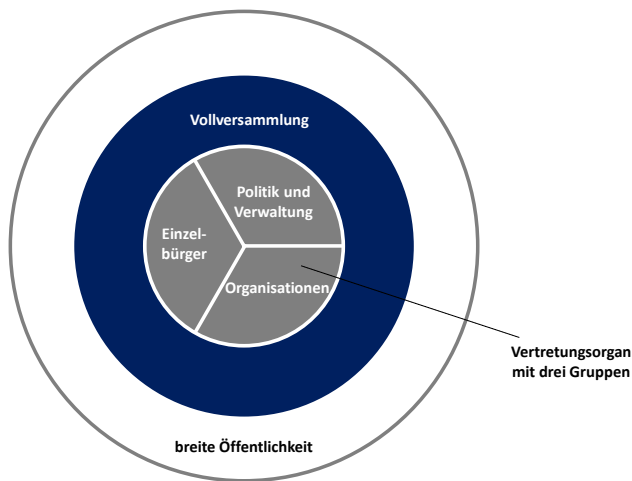 Vollversammlung
Politik und
Verwaltung
Einzel-
bürger
Organisationen
Vertretungsorgan
mit drei Gruppen
breite Öffentlichkeit